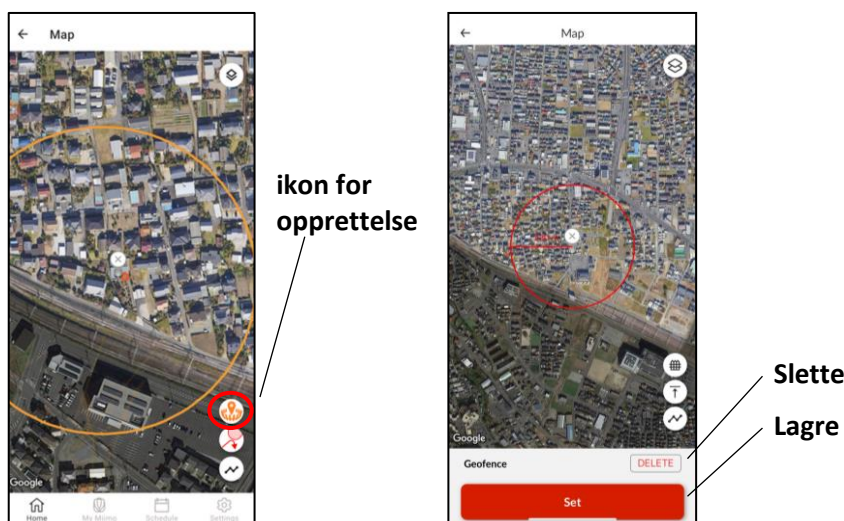 Map
Google
Home
My Miimo
Schedule
Settings
ikon for
opprettelse
Map
Google
Geofence
DELETE
Set
Slette
Lagre